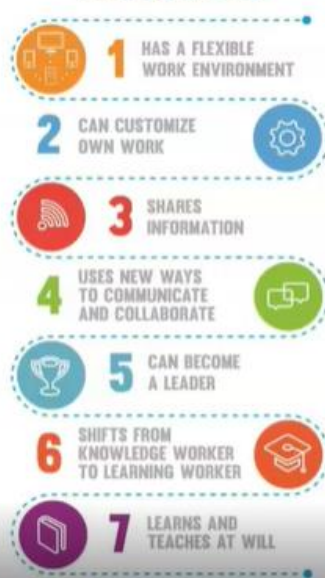 1 HAS A FLEXIBLE
WORK ENVIRONMENT
2 CAN CUSTOMIZE
OWN WORK
3 SHARES
INFORMATION
4 USES NEW WAYS
TO COMMUNICATE
AND COLLABORATE
5 CAN BECOME
A LEADER
6 SHIFTS FROM
KNOWLEDGE WORKER
TO LEARNING WORKER
7 LEARNS AND
TEACHES AT WILL